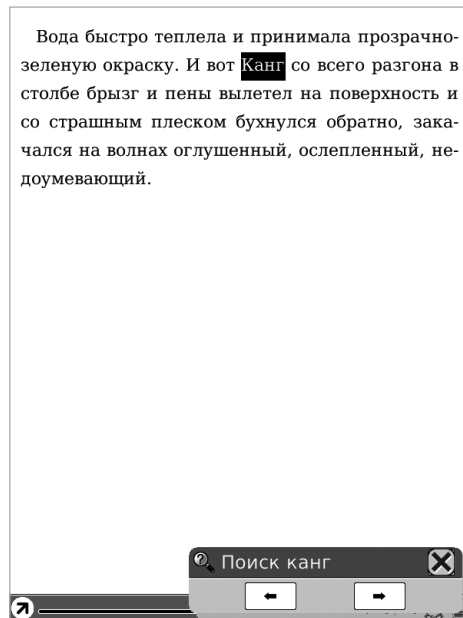 Вода быстро теплела и принимала прозрачно-
зеленую окраску. И вот Канг со всего разгона в
столбе брызг и пены вылетел на поверхность и
со страшным плеском бухнулся обратно, зака-
чался на волнах оглушенный, ослепленный, не-
доумевающий.
Поиск канг